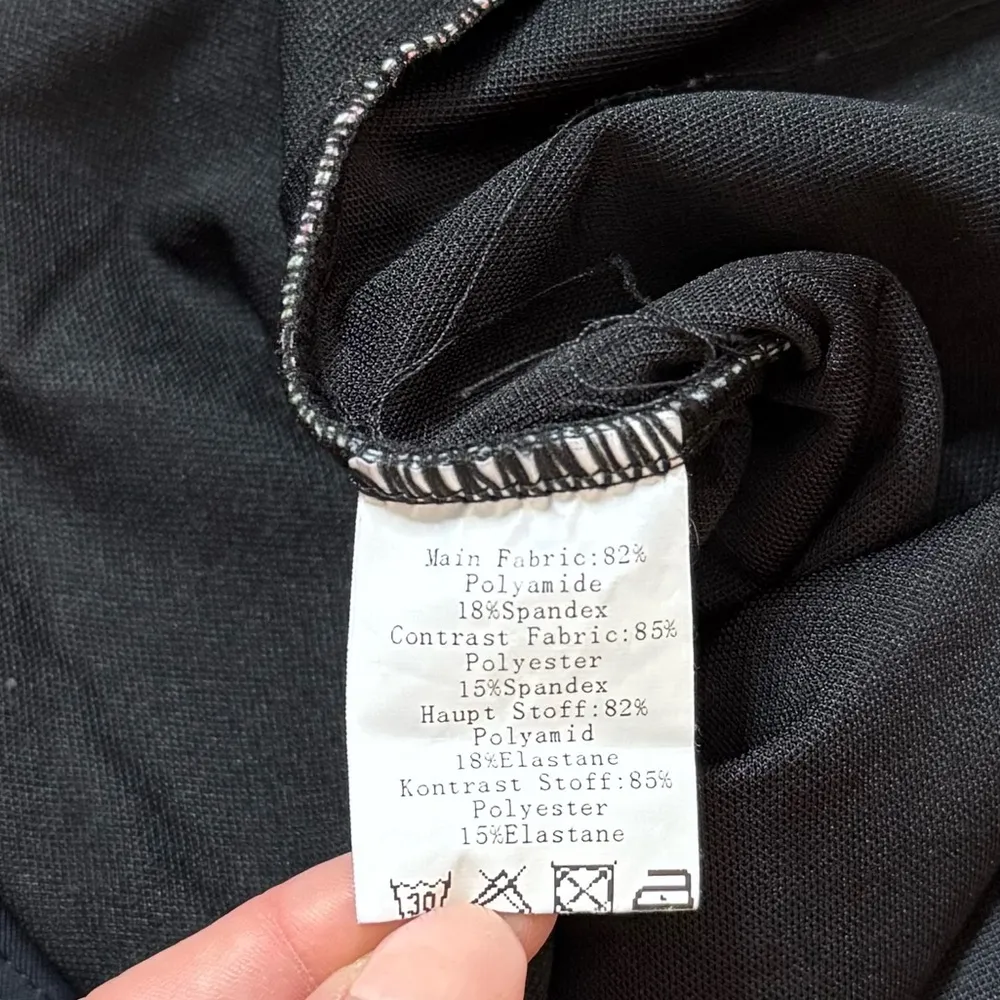 Main Fabric:82%
Polyamide
18%Spandex
Contrast Fabric:85%
Polyester
15%Spandex
Haupt Stoff:82%
Polyamid
18%Elastane
Kontrast Stoff:85%
Polyester
15%Elastane
30